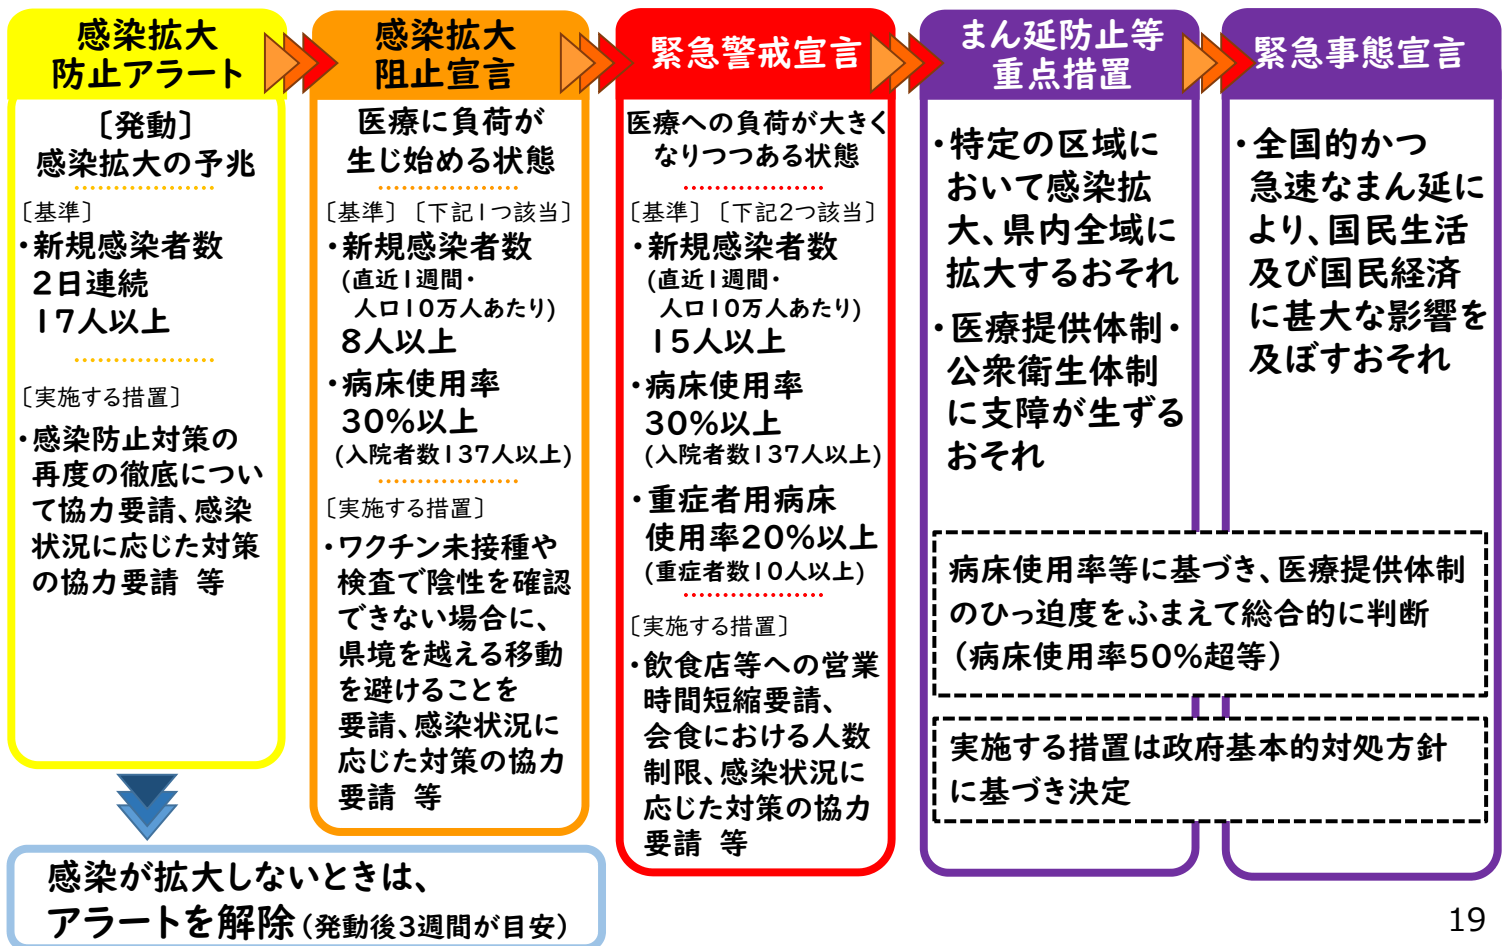 感染拡大
防止アラート
〔発動〕
感染拡大の予兆
〔基準〕
・新規感染者数
2日連続
17人以上
〔実施する措置〕
・感染防止対策の
再度の徹底につい
て協力要請、感染
状況に応じた対策
の協力要請 等
感染拡大
阻止宣言
医療に負荷が
生じ始める状態
〔基準〕〔下記1つ該当〕
・新規感染者数
(直近1週間・
人口10万人あたり)
8人以上
・病床使用率
30%以上
(入院者数137人以上)
〔実施する措置〕
・ワクチン未接種や
検査で陰性を確認
できない場合に、
県境を越える移動
を避けることを
要請、感染状況に
応じた対策の協力
要請 等
緊急警戒宣言
医療への負荷が大きく
なりつつある状態
〔基準〕〔下記2つ該当〕
・新規感染者数
(直近1週間・
人口10万人あたり)
15人以上
・病床使用率
30%以上
(入院者数137人以上)
・重症者用病床
使用率20%以上
(重症者数10人以上)
〔実施する措置〕
・飲食店等への営業
時間短縮要請、
会食における人数
制限、感染状況に
応じた対策の協力
要請 等
まん延防止等
重点措置
・特定の区域に
おいて感染拡
大、県内全域に
拡大するおそれ
・医療提供体制・
公衆衛生体制
に支障が生ずる
おそれ
緊急事態宣言
・全国的かつ
急速なまん延に
より、国民生活
及び国民経済
に甚大な影響を
及ぼすおそれ
病床使用率等に基づき、医療提供体制
のひっ迫度をふまえて総合的に判断
（病床使用率50%超等）
実施する措置は政府基本的対処方針
に基づき決定
感染が拡大しないときは、
アラートを解除(発動後3週間が目安)
19